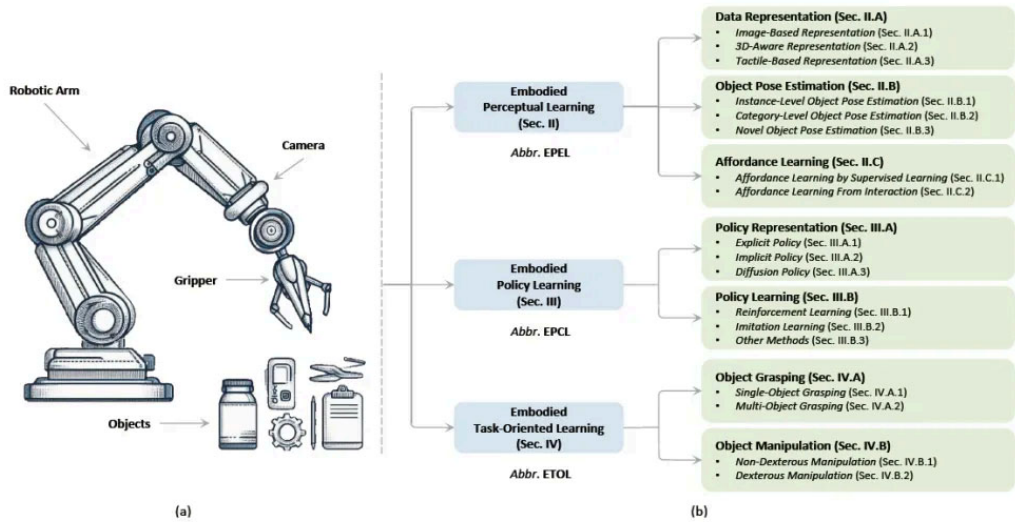 Robotic Arm
Camera
Gripper
Objects
(a)
Embodied
Perceptual Learning
(Sec. II)
Abbr. EPEL
Data Representation (Sec. II.A)
• Image-Based Representation (Sec. II.A.1)
• 3D-Aware Representation (Sec. II.A.2)
• Tactile-Based Representation (Sec. II.A.3)
Object Pose Estimation (Sec. II.B)
• Instance-Level Object Pose Estimation (Sec. II.B.1)
• Category-Level Object Pose Estimation (Sec. II.B.2)
• Novel Object Pose Estimation (Sec. II.B.3)
Affordance Learning (Sec. II.C)
• Affordance Learning by Supervised Learning (Sec. II.C.1)
• Affordance Learning From Interaction (Sec. II.C.2)
Embodied
Policy Learning
(Sec. III)
Abbr. EPCL
Policy Representation (Sec. III.A)
• Explicit Policy (Sec. III.A.1)
• Implicit Policy (Sec. III.A.2)
• Diffusion Policy (Sec. III.A.3)
Policy Learning (Sec. III.B)
• Reinforcement Learning (Sec. III.B.1)
• Imitation Learning (Sec. III.B.2)
• Other Methods (Sec. III.B.3)
Embodied
Task-Oriented Learning
(Sec. IV)
Abbr. ETOL
Object Grasping (Sec. IV.A)
• Single-Object Grasping (Sec. IV.A.1)
• Multi-Object Grasping (Sec. IV.A.2)
Object Manipulation (Sec. IV.B)
• Non-Dexterous Manipulation (Sec. IV.B.1)
• Dexterous Manipulation (Sec. IV.B.2)
(b)